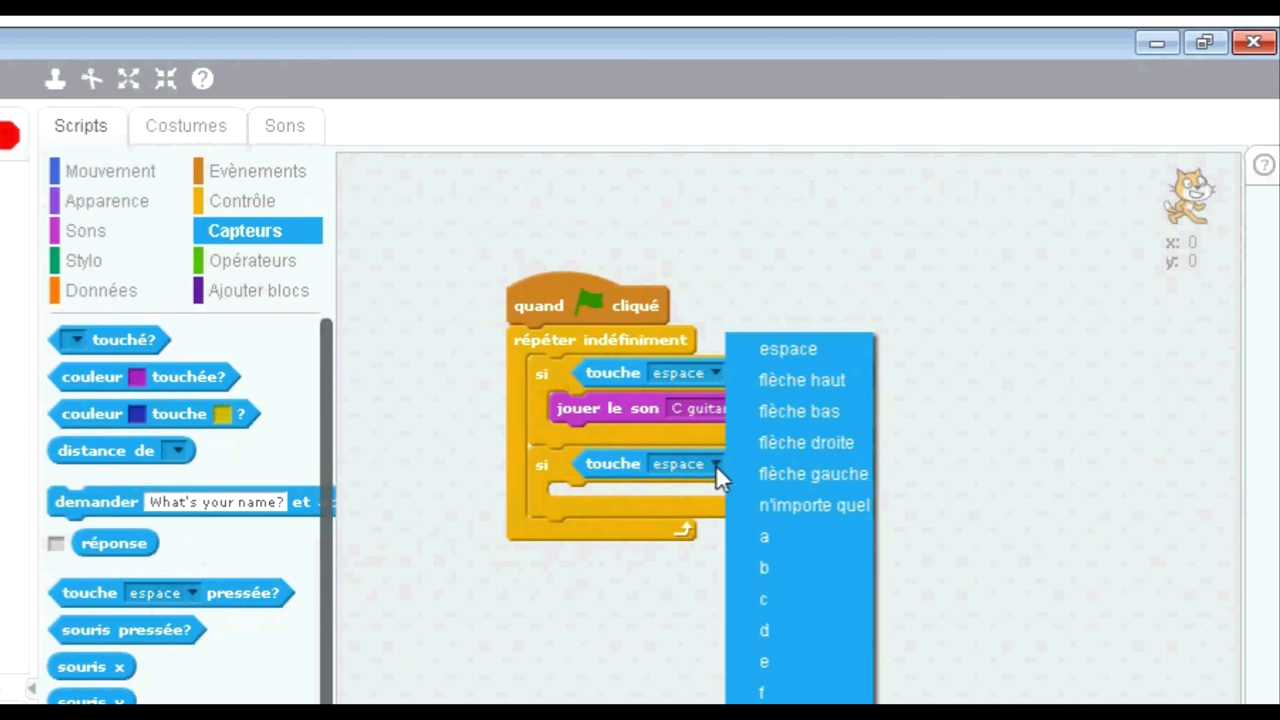 Scripts
Costumes
Sons
Mouvement
Evènements
Apparence
Contrôle
Sons
Capteurs
Stylo
Opérateurs
Données
Ajouter blocs
touché?
couleur touchée?
couleur touche ?
distance de
demander What's your name? et
réponse
touche espace pressée?
souris pressée?
souris x
souris y
x: 0
y: 0
quand cliqué
répéter indéfiniment
si touche espace
jouer le son C guitar
si touche espace
espace
flèche haut
flèche bas
flèche droite
flèche gauche
n'importe quel
a
b
c
d
e
f